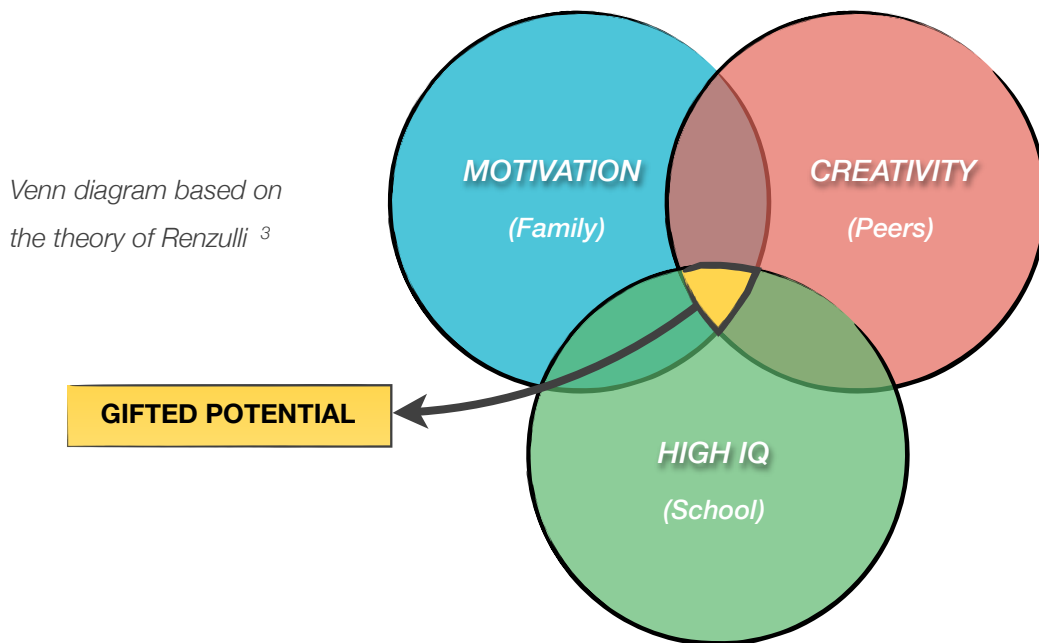 MOTIVATION
(Family)
CREATIVITY
(Peers)
Venn diagram based on
the theory of Renzulli 3
GIFTED POTENTIAL
HIGH IQ
(School)